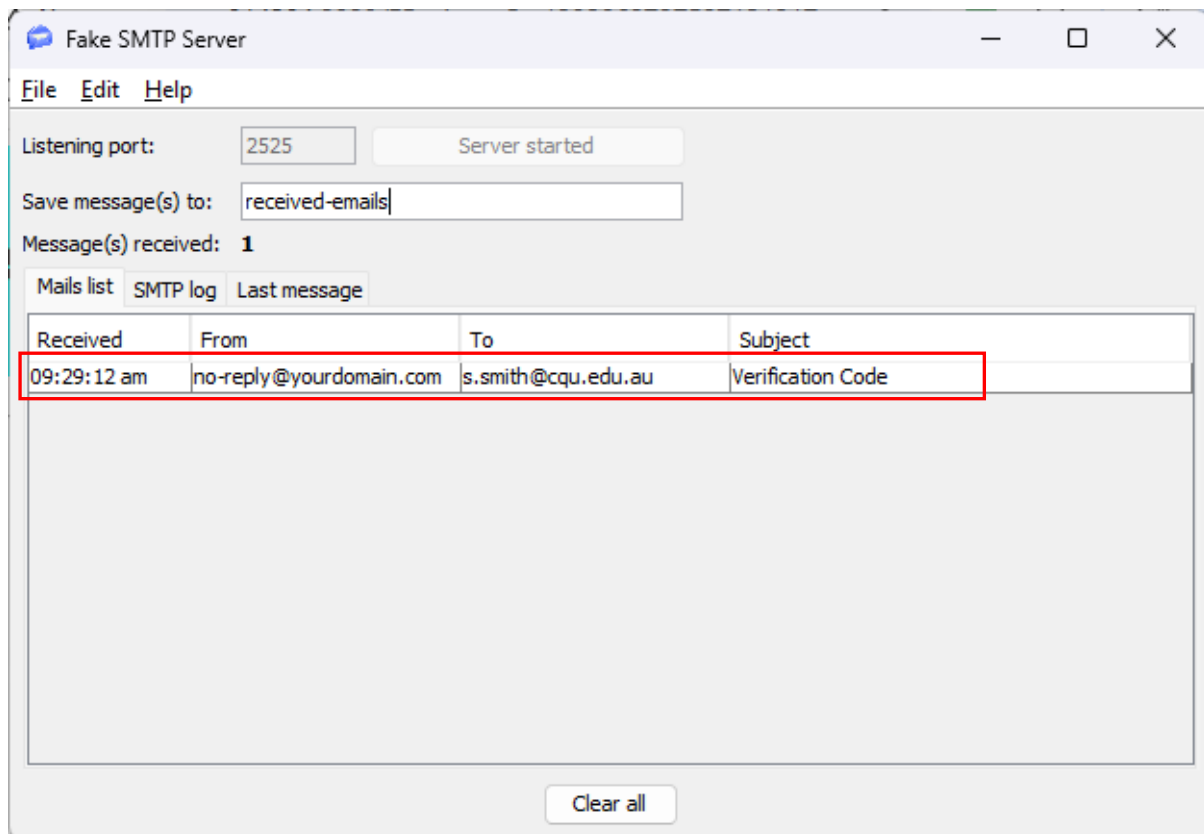 Fake SMTP Server
File Edit Help
Listening port: 2525 Server started
Save message(s) to: received-emails
Message(s) received: 1
Mails list SMTP log Last message
Received From To Subject
09:29:12 am no-reply@yourdomain.com s.smith@cqu.edu.au Verification Code
Clear all